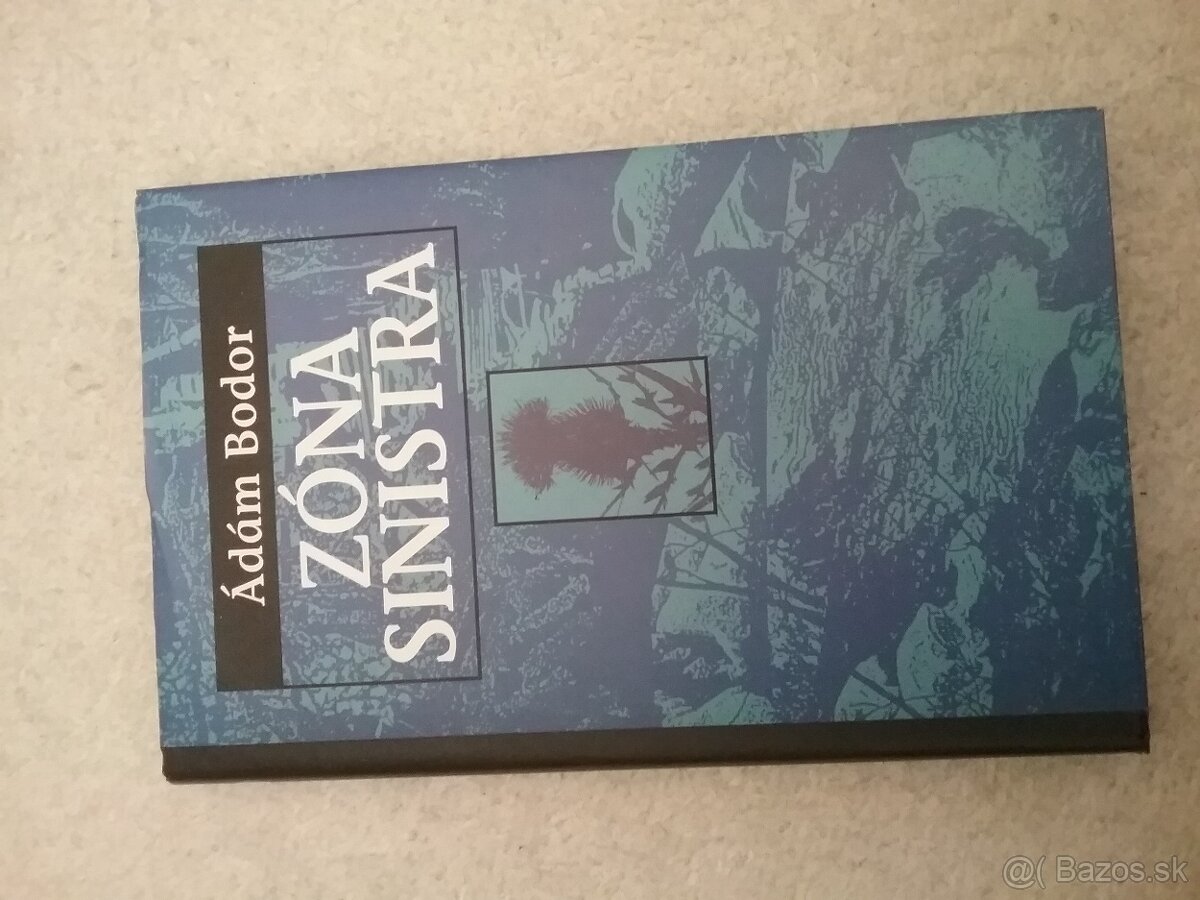 Ádám Bodor
ZÓNA
SINISTRA
@( Bazos.sk